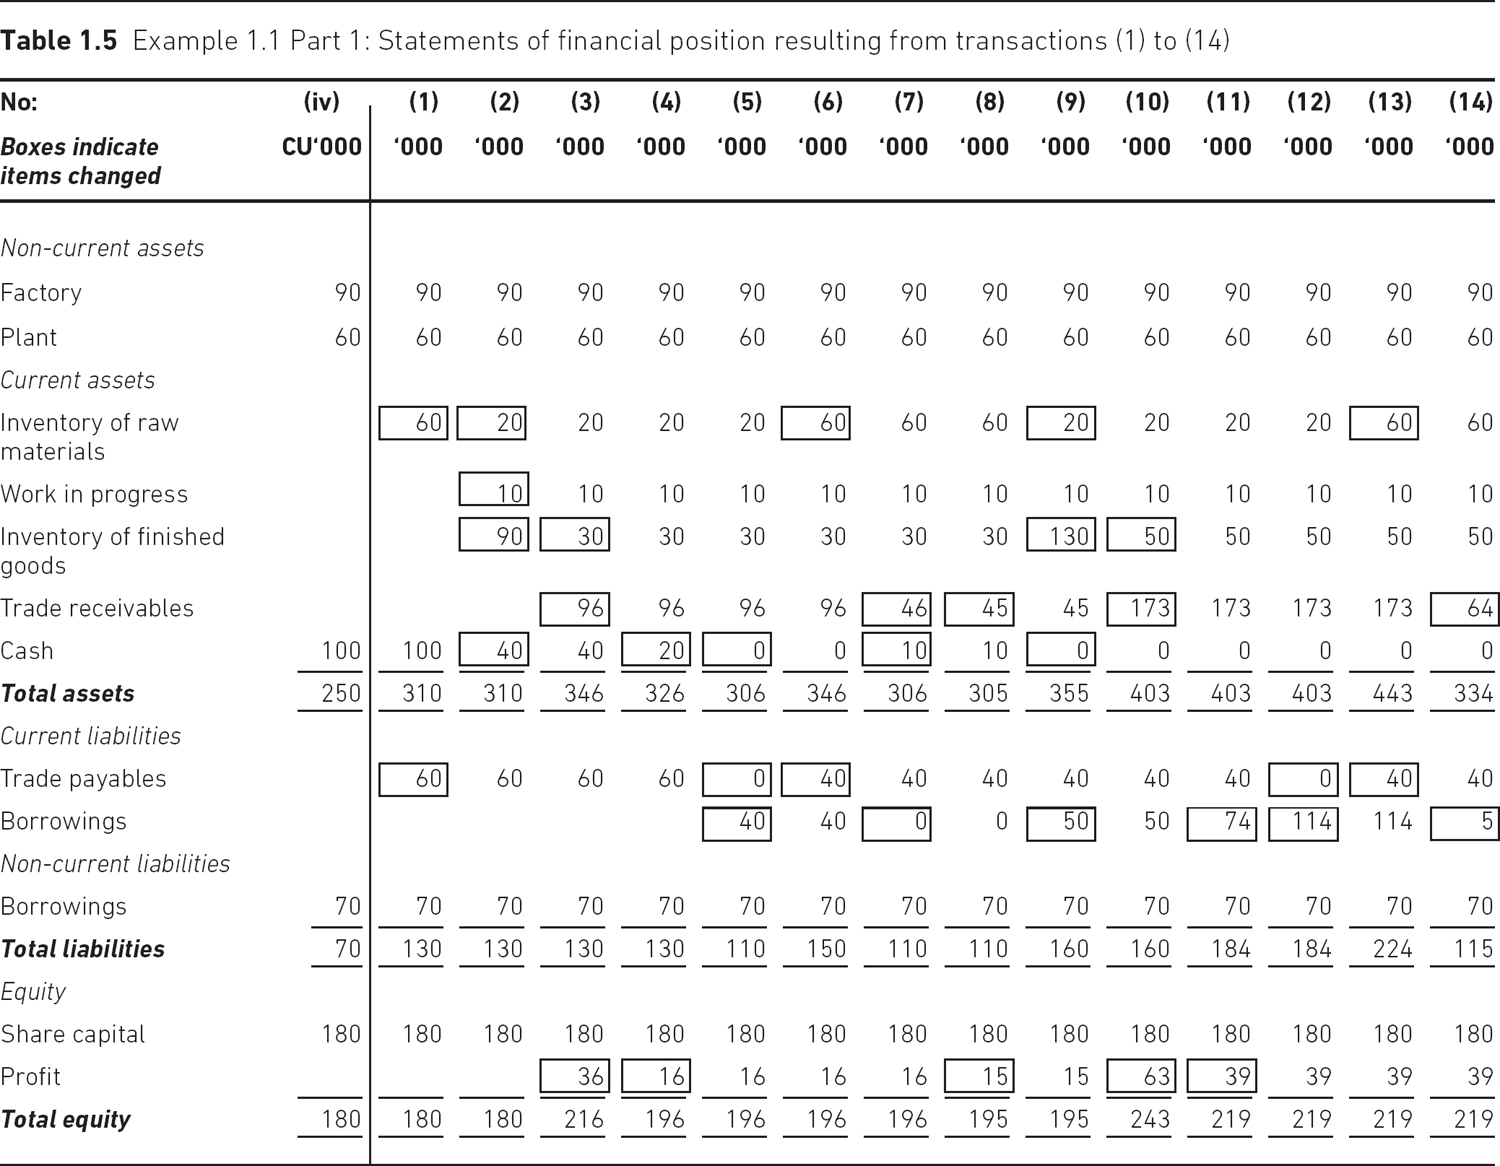 Table 1.5 Example 1.1 Part 1: Statements of financial position resulting from transactions (1) to (14)
No: (iv) (1) (2) (3) (4) (5) (6) (7) (8) (9) (10) (11) (12) (13) (14)
Boxes indicate CU‘000 ‘000 ‘000 ‘000 ‘000 ‘000 ‘000 ‘000 ‘000 ‘000 ‘000 ‘000 ‘000 ‘000 ‘000
items changed
Non-current assets
Factory 90 90 90 90 90 90 90 90 90 90 90 90 90 90 90
Plant 60 60 60 60 60 60 60 60 60 60 60 60 60 60 60
Current assets
Inventory of raw 60 20 20 20 20 60 60 60 20 20 20 20 60 60
materials
Work in progress 10 10 10 10 10 10 10 10 10 10 10 10 10
Inventory of finished 90 30 30 30 30 30 30 130 50 50 50 50 50
goods
Trade receivables 96 96 96 96 46 45 45 173 173 173 173 64
Cash 100 100 40 40 20 0 0 10 10 0 0 0 0 0 0
Total assets 250 310 310 346 326 306 346 306 305 355 403 403 403 443 334
Current liabilities
Trade payables 60 60 60 60 0 40 40 40 40 40 40 0 40 40
Borrowings 40 40 0 0 50 50 74 114 114 5
Non-current liabilities
Borrowings 70 70 70 70 70 70 70 70 70 70 70 70 70 70 70
Total liabilities 70 130 130 130 130 110 150 110 110 160 160 184 184 224 115
Equity
Share capital 180 180 180 180 180 180 180 180 180 180 180 180 180 180 180
Profit 36 16 16 16 16 15 15 63 39 39 39 39
Total equity 180 180 180 216 196 196 196 196 195 195 243 219 219 219 219